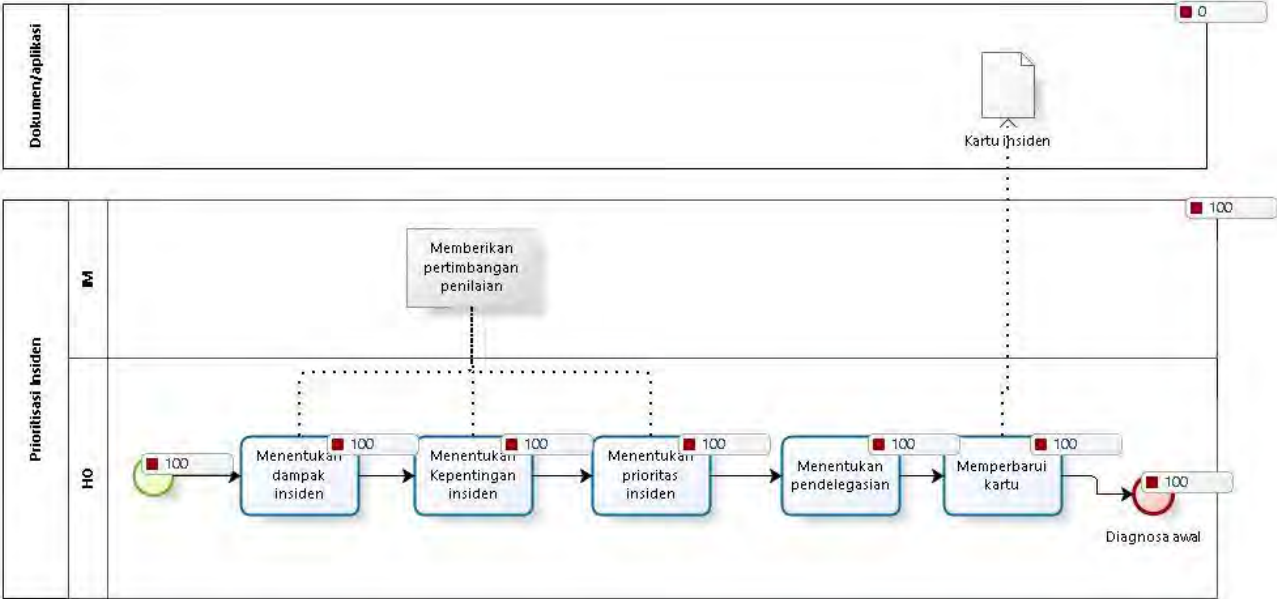 0
Dokumen/aplikasi
Kartu insiden
100
Prioritisasi Insiden
IM
Memberikan
pertimbangan
penilaian
HO
100
100
Menentukan
dampak
insiden
100
Menentukan
Kepentingan
insiden
100
Menentukan
prioritas
insiden
100
Menentukan
pendelegasian
100
Memperbarui
kartu
100
Diagnosa awal